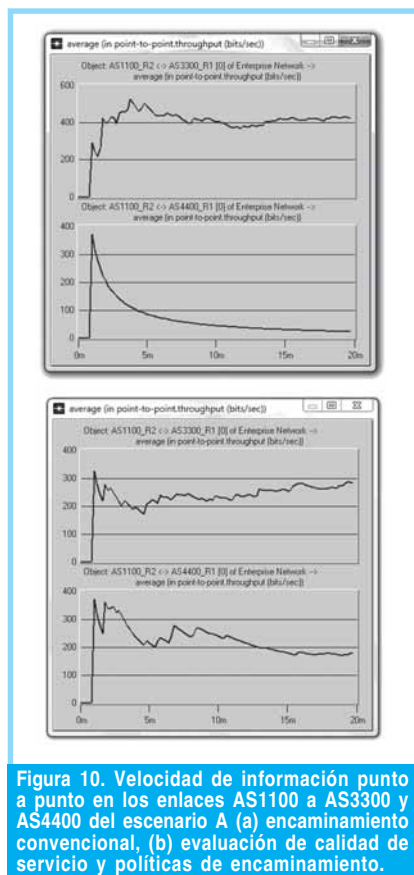 average (in point-to-point.throughput (bits/sec))
Object: AS1100_R2 <-> AS3300_R1 [0] of Enterprise Network -->
average (in point-to-point.throughput (bits/sec))
600
400
200
0
Object: AS1100_R2 <-> AS4400_R1 [0] of Enterprise Network -->
average (in point-to-point.throughput (bits/sec))
400
300
200
100
0
0m 5m 10m 15m 20m
average (in point-to-point.throughput (bits/sec))
Object: AS1100_R2 <-> AS3300_R1 [0] of Enterprise Network -->
average (in point-to-point.throughput (bits/sec))
400
300
200
100
0
Object: AS1100_R2 <-> AS4400_R1 [0] of Enterprise Network -->
average (in point-to-point.throughput (bits/sec))
400
300
200
100
0
0m 5m 10m 15m 20m
Figura 10. Velocidad de información punto
a punto en los enlaces AS1100 a AS3300 y
AS4400 del escenario A (a) encaminamiento
convencional, (b) evaluación de calidad de
servicio y políticas de encaminamiento.